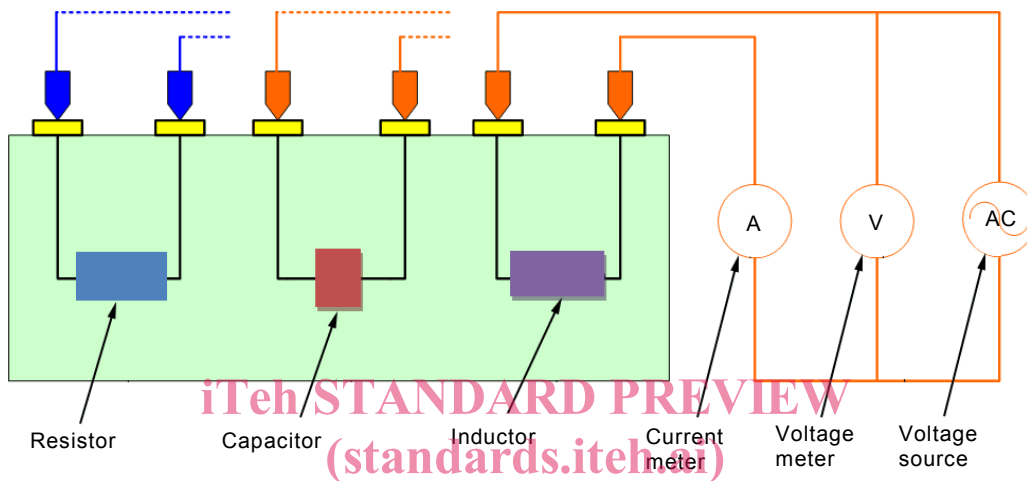 A
V
AC
iTeh STANDARD PREVIEW
(standards.iteh.ai)
Resistor
Capacitor
Inductor
Current
meter
Voltage
meter
Voltage
source